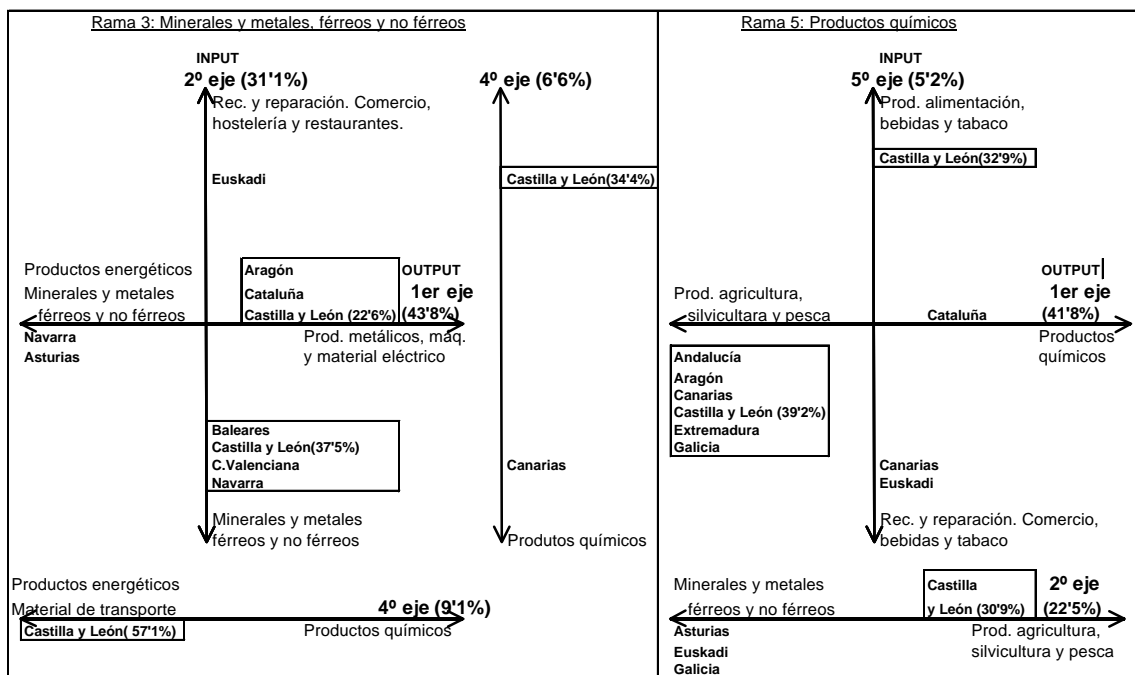 Rama 3: Minerales y metales, férreos y no férreos
INPUT
2º eje (31'1%)
Rec. y reparación. Comercio,
hostelería y restaurantes.
4º eje (6'6%)
Euskadi
Castilla y León(34'4%)
Productos energéticos
Minerales y metales
férreos y no férreos
Aragón
Cataluña
Castilla y León (22'6%)
OUTPUT
1er eje
(43'8%)
Navarra
Asturias
Prod. metálicos, máq.
y material eléctrico
Baleares
Castilla y León(37'5%)
C.Valenciana
Navarra
Canarias
Minerales y metales
férreos y no férreos
Produtos químicos
Productos energéticos
Material de transporte
4º eje (9'1%)
Castilla y León( 57'1%)
Productos químicos
Rama 5: Productos químicos
INPUT
5º eje (5'2%)
Prod. alimentación,
bebidas y tabaco
Castilla y León(32'9%)
Prod. agricultura,
silvicultara y pesca
OUTPUT
1er eje
(41'8%)
Cataluña
Productos
químicos
Andalucía
Aragón
Canarias
Castilla y León (39'2%)
Extremadura
Galicia
Canarias
Euskadi
Rec. y reparación. Comercio,
bebidas y tabaco
Minerales y metales
férreos y no férreos
Castilla
y León (30'9%)
2º eje
(22'5%)
Asturias
Euskadi
Galicia
Prod. agricultura,
silvicultura y pesca